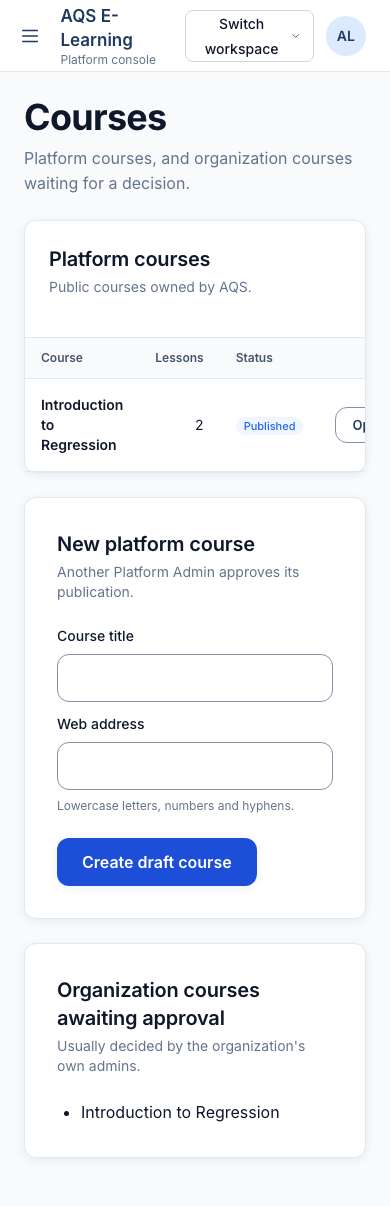 AQS E-
Learning
Platform console
Switch
workspace
AL
Courses
Platform courses, and organization courses
waiting for a decision.
Platform courses
Public courses owned by AQS.
Course Lessons Status
Introduction
to
Regression
2
Published
Op
New platform course
Another Platform Admin approves its
publication.
Course title
Web address
Lowercase letters, numbers and hyphens.
Create draft course
Organization courses
awaiting approval
Usually decided by the organization's
own admins.
• Introduction to Regression